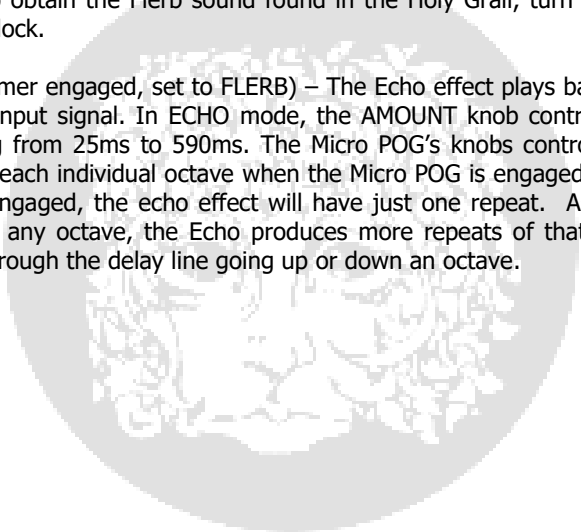 obtain the Flerb sound found in the Holy Grail, turn
lock.
mer engaged, set to FLERB) – The Echo effect plays ba
nput signal. In ECHO mode, the AMOUNT knob contr
g from 25ms to 590ms. The Micro POG's knobs contro
each individual octave when the Micro POG is engaged
ngaged, the echo effect will have just one repeat. A
any octave, the Echo produces more repeats of that
rough the delay line going up or down an octave.